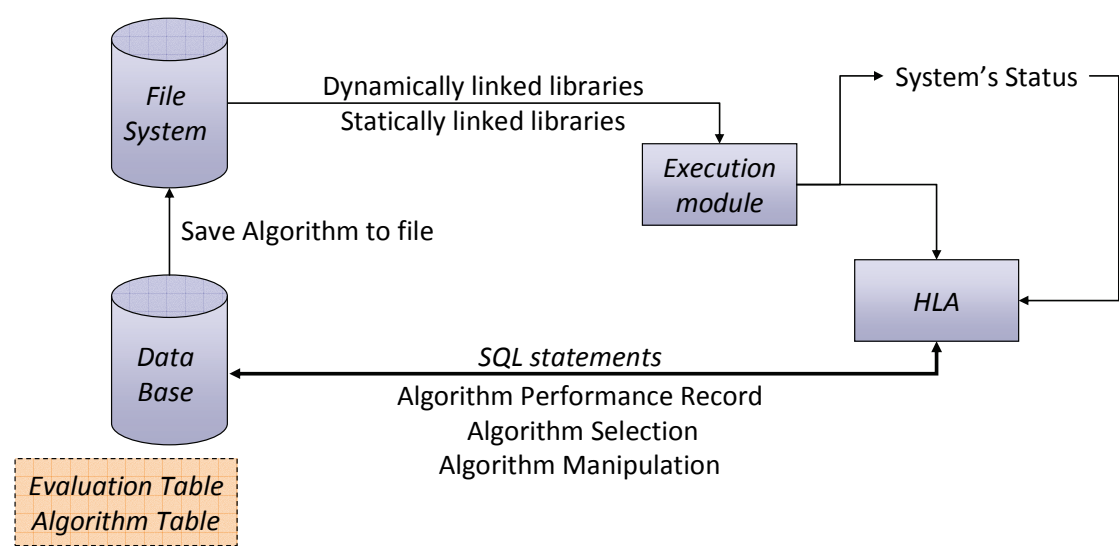 File
System
Dynamically linked libraries
Statically linked libraries
System's Status
Execution
module
Save Algorithm to file
HLA
Data
Base
SQL statements
Algorithm Performance Record
Algorithm Selection
Algorithm Manipulation
Evaluation Table
Algorithm Table